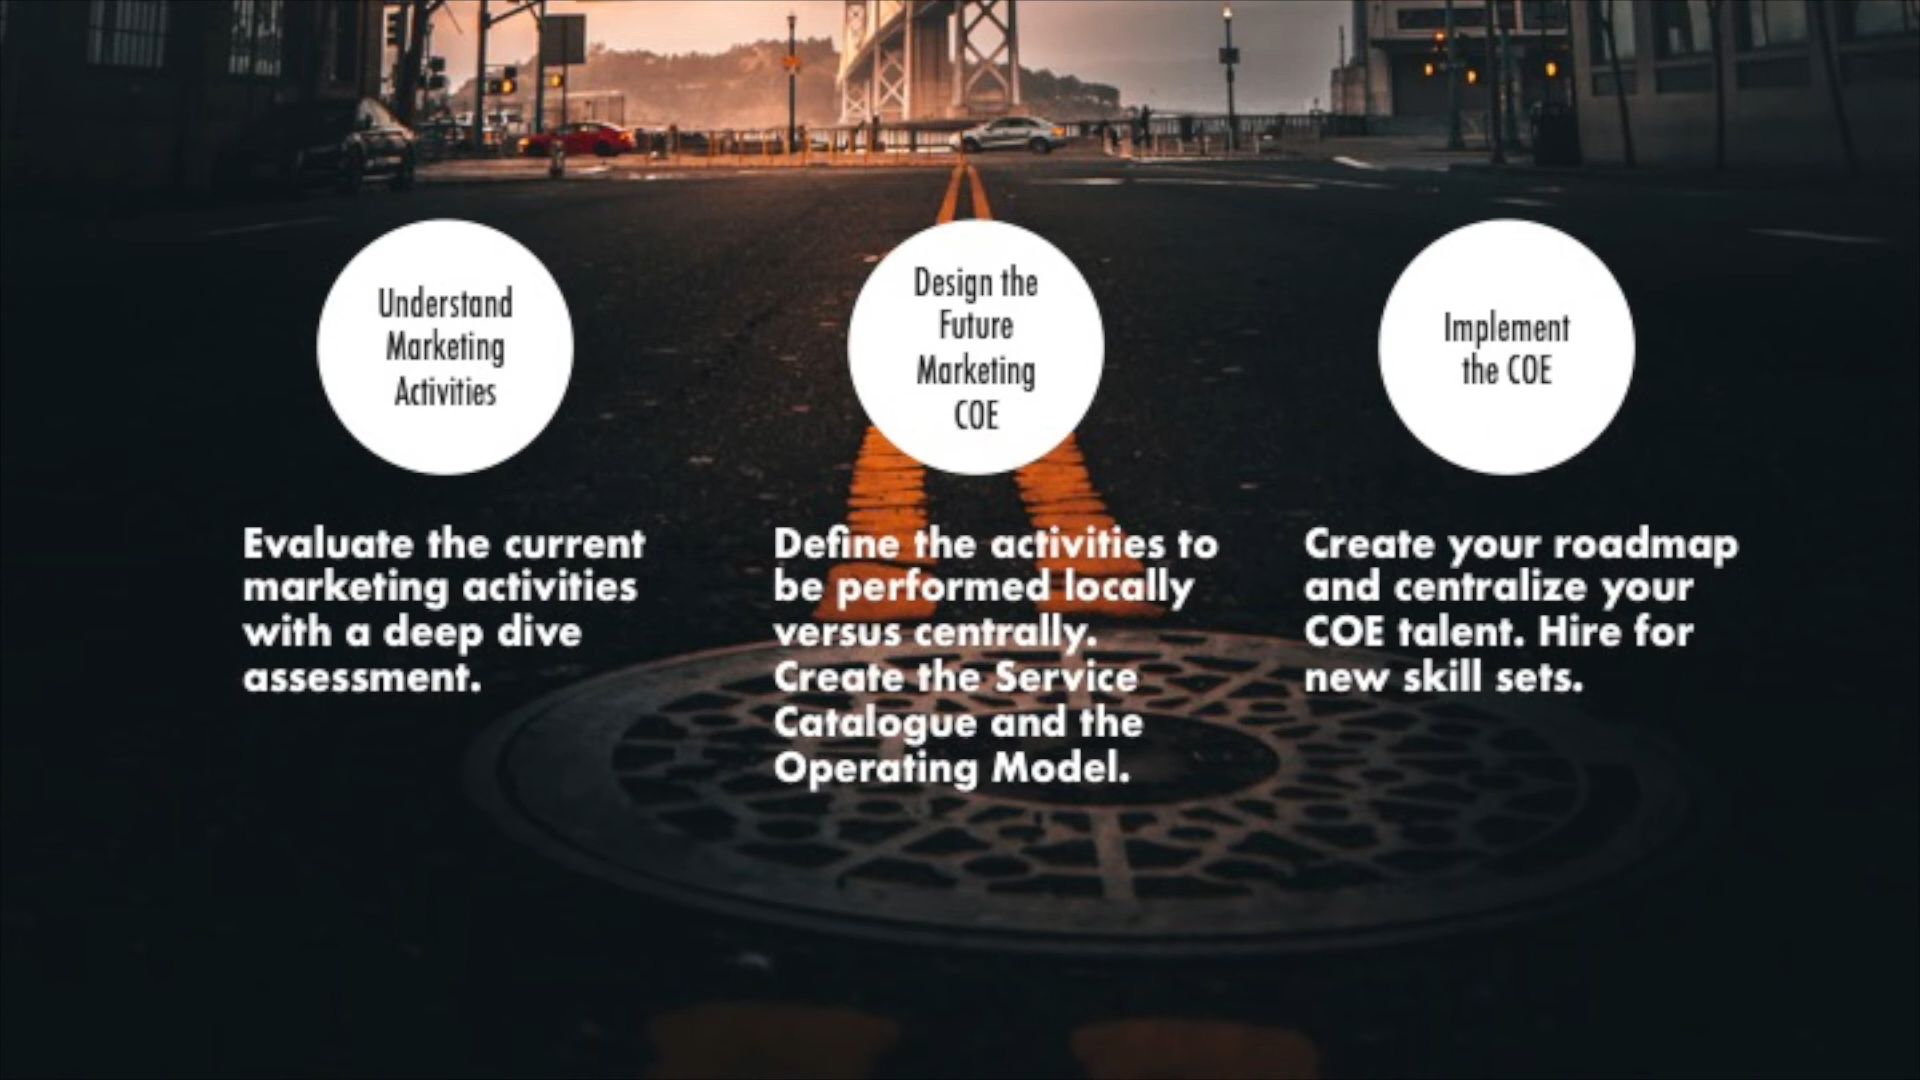 Understand
Marketing
Activities
Evaluate the current
marketing activities
with a deep dive
assessment.
Design the
Future
Marketing
COE
Define the activities to
be performed locally
versus centrally.
Create the Service
Catalogue and the
Operating Model.
Implement
the COE
Create your roadmap
and centralize your
COE talent. Hire for
new skill sets.